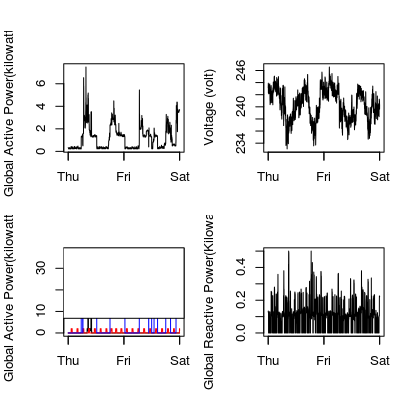 Global Active Power(kilowatt
6
4
2
0
Thu
Fri
Sat
Voltage (volt)
246
240
234
Thu
Fri
Sat
Global Active Power(kilowatt
30
10
0
Thu
Fri
Sat
Global Reactive Power(Kilowa
0.4
0.2
0.0
Thu
Fri
Sat